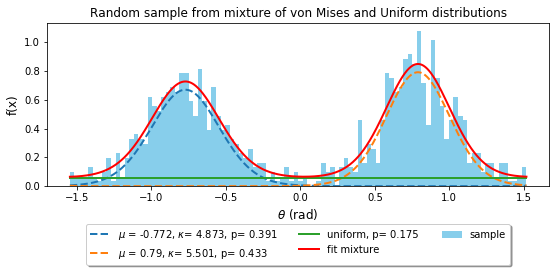 Random sample from mixture of von Mises and Uniform distributions
f(x)
1.0
0.8
0.6
0.4
0.2
0.0
−1.5 −1.0 −0.5 0.0 0.5 1.0 1.5
θ (rad)
μ = -0.772, κ= 4.873, p= 0.391 uniform, p= 0.175 sample
μ = 0.79, κ= 5.501, p= 0.433 fit mixture